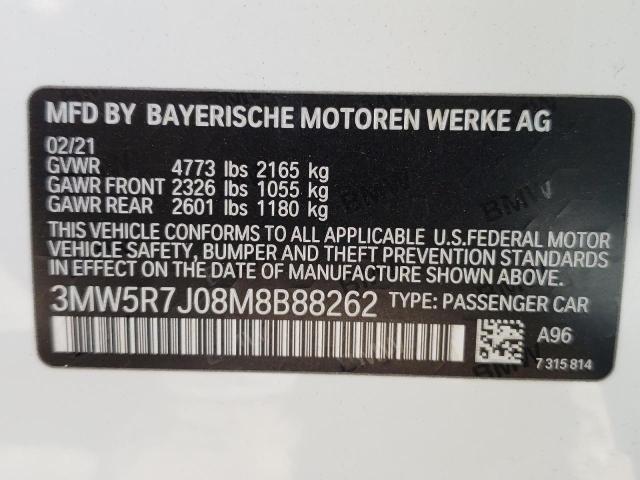 MFD BY BAYERISCHE MOTOREN WERKE AG
02/21
GVWR 4773 lbs 2165 kg
GAWR FRONT 2326 lbs 1055 kg
GAWR REAR 2601 lbs 1180 kg
THIS VEHICLE CONFORMS TO ALL APPLICABLE U.S.FEDERAL MOTOR
VEHICLE SAFETY, BUMPER AND THEFT PREVENTION STANDARDS IN
EFFECT ON THE DATE OF MANUFACTURE SHOWN ABOVE.
3MW5R7J08M8B88262 TYPE: PASSENGER CAR
A96
7 315 814